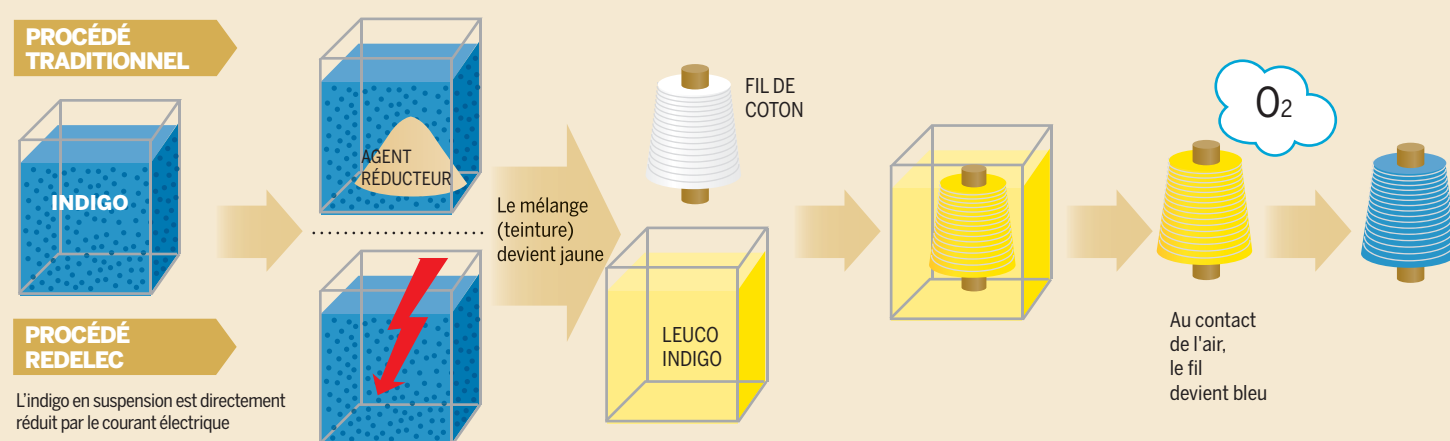 PROCÉDÉ
TRADITIONNEL
INDIGO
AGENT
RÉDUCTEUR
Le mélange
(teinture)
devient jaune
FIL DE
COTON
LEUCO
INDIGO
O2
Au contact
de l'air,
le fil
devient bleu
PROCÉDÉ
REDELEC
L'indigo en suspension est directement
réduit par le courant électrique